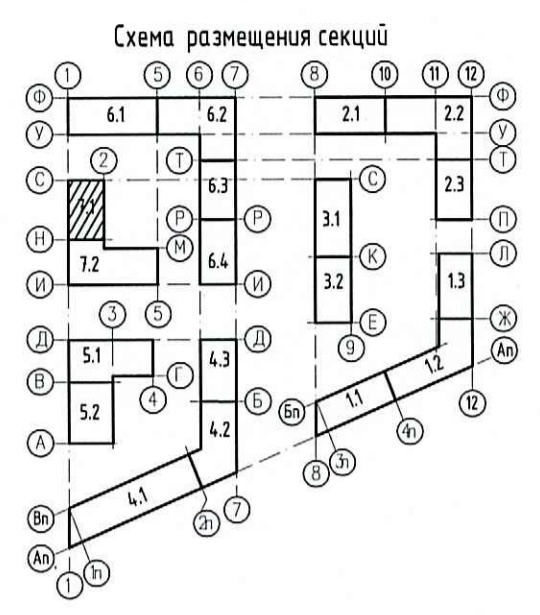 Схема размещения секций
1 5 6 7 8 10 11 12
Ф 6.1 6.2 2.1 2.2 Ф
У У
2 Т Т
С 7.1 6.3 С 2.3
3.1
Р Р П
Н М К Л
7.2 6.4 3.2 1.3
И И
3 5 Е Ж
Д 5.1 4.3 Д 9
1.2 Ап
В Г 4
5.2 Б Бп 1.1 12
4.2 4п
А 3п
8
4.1
Вп 2п 7
Ап 1п
1